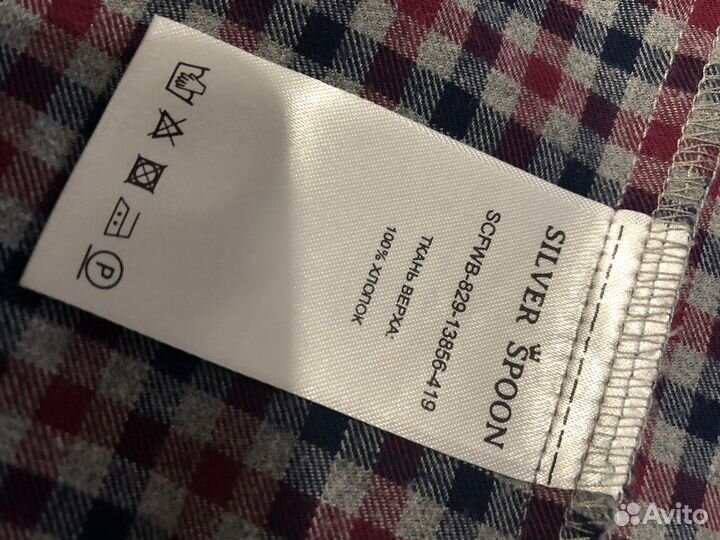 SILVER SPOON
SCFWB-829-13856-419
ТКАНЬ ВЕРХА:
100% ХЛОПОК
P
Avito